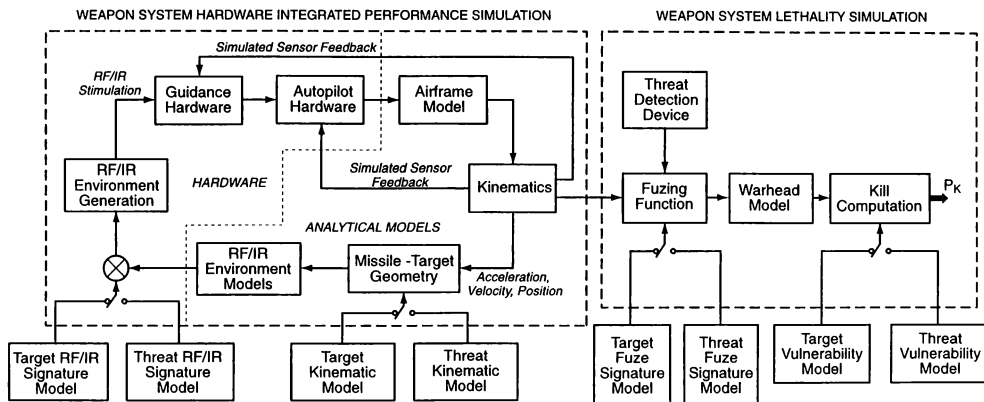 WEAPON SYSTEM HARDWARE INTEGRATED PERFORMANCE SIMULATION
WEAPON SYSTEM LETHALITY SIMULATION
Simulated Sensor Feedback
RF/IR
Stimulation
Guidance
Hardware
Autopilot
Hardware
Airframe
Model
Threat
Detection
Device
RF/IR
Environment
Generation
HARDWARE
Simulated Sensor
Feedback
Kinematics
Fuzing
Function
Warhead
Model
Kill
Computation
PK
ANALYTICAL MODELS
RF/IR
Environment
Models
Missile -Target
Geometry
Acceleration,
Velocity, Position
Target RF/IR
Signature
Model
Threat RF/IR
Signature
Model
Target
Kinematic
Model
Threat
Kinematic
Model
Target
Fuze
Signature
Model
Threat
Fuze
Signature
Model
Target
Vulnerability
Model
Threat
Vulnerability
Model